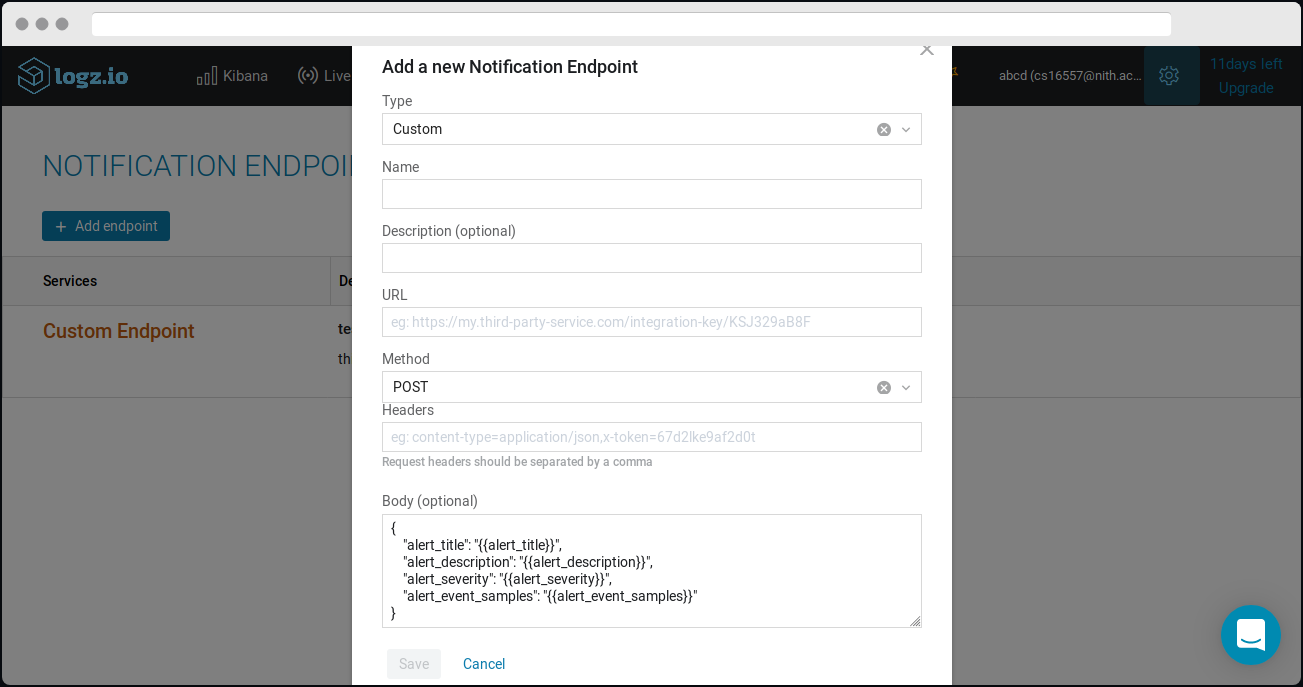 logz.io
Kibana
Live
abcd (cs16557@nith.ac...
11days left
Upgrade
NOTIFICATION ENDPOI
+ Add endpoint
Services
De
Custom Endpoint
te
th
Add a new Notification Endpoint
Type
Custom
Name
Description (optional)
URL
eg: https://my.third-party-service.com/integration-key/KSJ329aB8F
Method
POST
Headers
eg: content-type=application/json,x-token=67d2lke9af2d0t
Request headers should be separated by a comma
Body (optional)
{
"alert_title": "{{alert_title}}",
"alert_description": "{{alert_description}}",
"alert_severity": "{{alert_severity}}",
"alert_event_samples": "{{alert_event_samples}}"
}
Save
Cancel